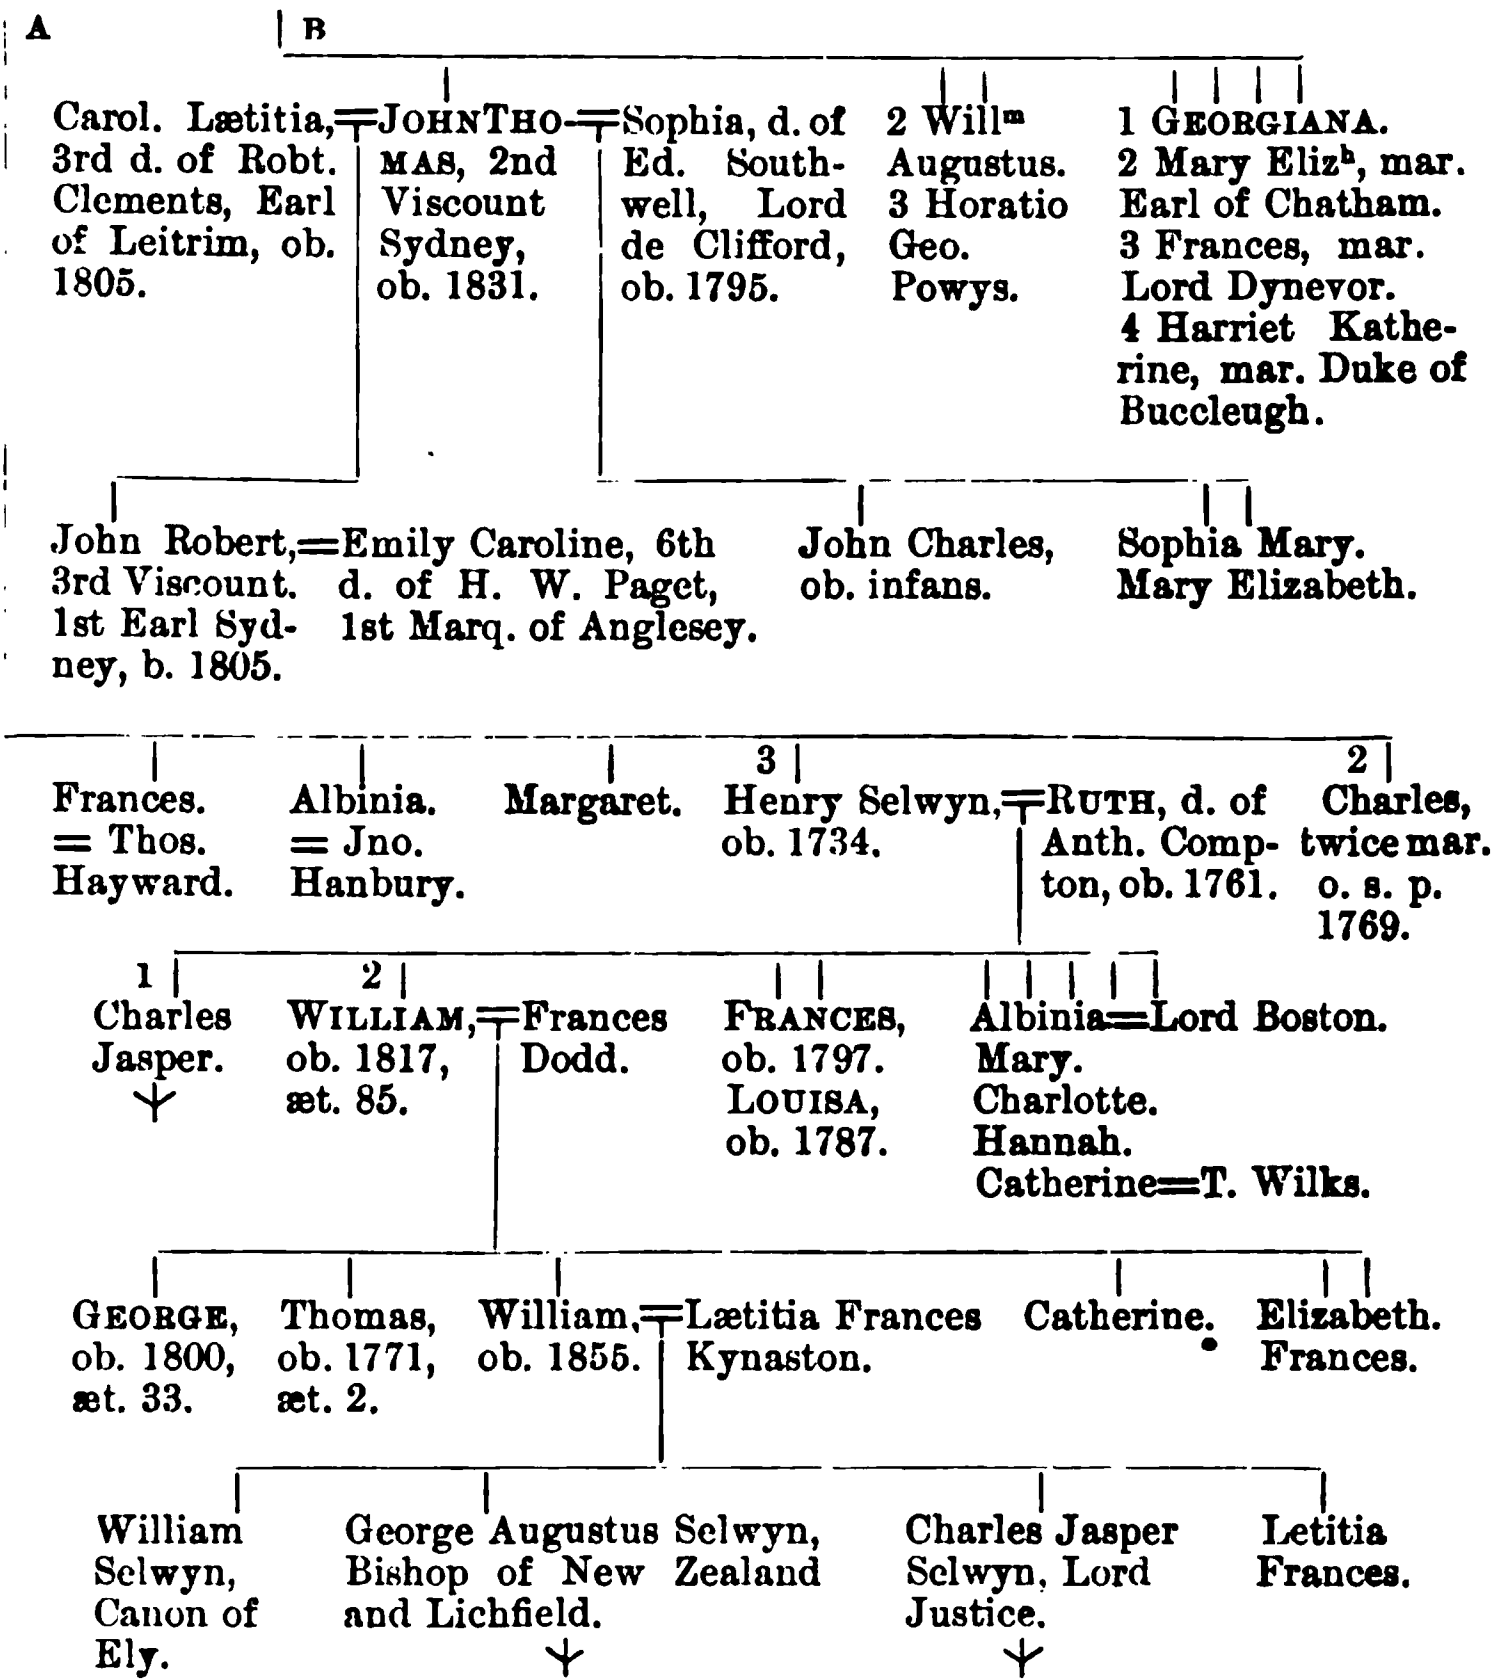 A
B
Carol. Lætitia,
3rd d. of Robt.
Clements, Earl
of Leitrim, ob.
1805.
JOHN THO-
MAS, 2nd
Viscount
Sydney,
ob. 1831.
Sophia, d. of
Ed. South-
well, Lord
de Clifford,
ob. 1795.
2 Willᵐ
Augustus.
3 Horatio
Geo.
Powys.
1 GEORGIANA.
2 Mary Elizʰ, mar.
Earl of Chatham.
3 Frances, mar.
Lord Dynevor.
4 Harriet Kathe-
rine, mar. Duke of
Buccleugh.
John Robert,=
3rd Viscount.
1st Earl Syd-
ney, b. 1805.
Emily Caroline, 6th
d. of H. W. Paget,
1st Marq. of Anglesey.
John Charles,
ob. infans.
Sophia Mary.
Mary Elizabeth.
Frances.
= Thos.
Hayward.
Albinia.
= Jno.
Hanbury.
Margaret.
3
Henry Selwyn,=
ob. 1734.
RUTH, d. of
Anth. Comp-
ton, ob. 1761.
2
Charles,
twice mar.
o. s. p.
1769.
1
Charles
Jasper.
2
WILLIAM,=
ob. 1817,
æt. 85.
Frances
Dodd.
FRANCES,
ob. 1797.
LOUISA,
ob. 1787.
Albinia=Lord Boston.
Mary.
Charlotte.
Hannah.
Catherine=T. Wilks.
GEORGE,
ob. 1800,
æt. 33.
Thomas,
ob. 1771,
æt. 2.
William,=
ob. 1855.
Lætitia Frances
Kynaston.
Catherine.
Elizabeth.
Frances.
William
Selwyn,
Canon of
Ely.
George Augustus Selwyn,
Bishop of New Zealand
and Lichfield.
Charles Jasper
Selwyn, Lord
Justice.
Letitia
Frances.